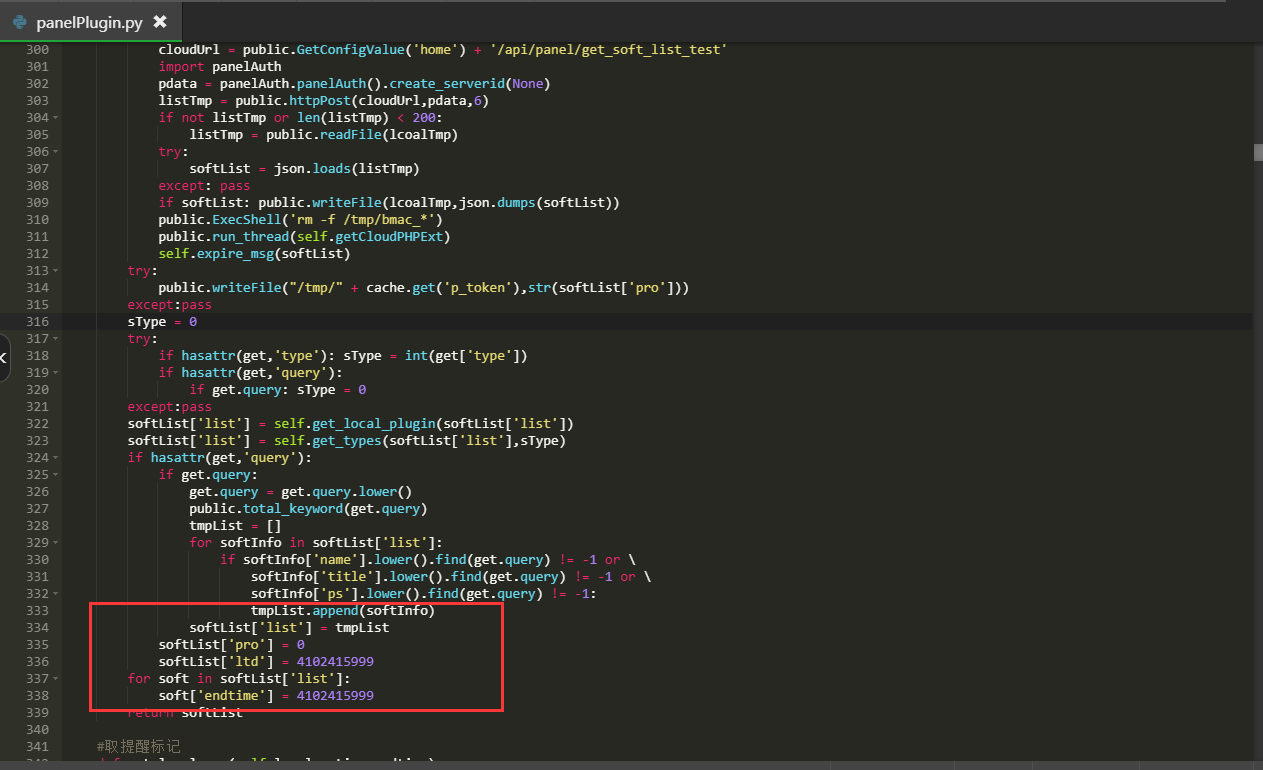 panelPlugin.py ✖
300 cloudUrl = public.GetConfigValue('home') + '/api/panel/get_soft_list_test'
301 import panelAuth
302 pdata = panelAuth.panelAuth().create_serverid(None)
303 listTmp = public.httpPost(cloudUrl,pdata,6)
304 if not listTmp or len(listTmp) < 200:
305 listTmp = public.readFile(lcoalTmp)
306 try:
307 softList = json.loads(listTmp)
308 except: pass
309 if softList: public.writeFile(lcoalTmp,json.dumps(softList))
310 public.ExecShell('rm -f /tmp/bmac_*')
311 public.run_thread(self.getCloudPHPExt)
312 self.expire_msg(softList)
313 try:
314 public.writeFile("/tmp/" + cache.get('p_token'),str(softList['pro']))
315 except:pass
316 sType = 0
317 try:
318 if hasattr(get,'type'): sType = int(get['type'])
319 if hasattr(get,'query'):
320 if get.query: sType = 0
321 except:pass
322 softList['list'] = self.get_local_plugin(softList['list'])
323 softList['list'] = self.get_types(softList['list'],sType)
324 if hasattr(get,'query'):
325 if get.query:
326 get.query = get.query.lower()
327 public.total_keyword(get.query)
328 tmpList = []
329 for softInfo in softList['list']:
330 if softInfo['name'].lower().find(get.query) != -1 or \
331 softInfo['title'].lower().find(get.query) != -1 or \
332 softInfo['ps'].lower().find(get.query) != -1:
333 tmpList.append(softInfo)
334 softList['list'] = tmpList
335 softList['pro'] = 0
336 softList['ltd'] = 4102415999
337 for soft in softList['list']:
338 soft['endtime'] = 4102415999
339 return softList
340
341 #取提醒标记